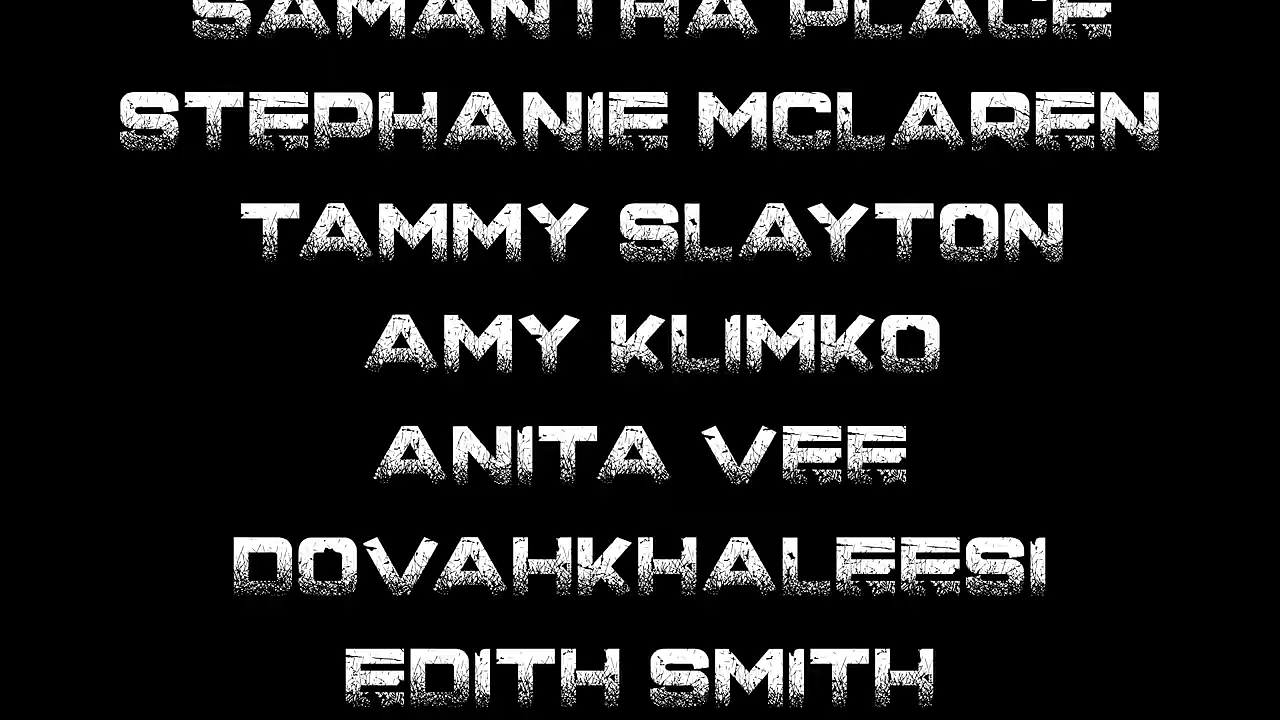 SAMANTHA PLACE
STEPHANIE MCLAREN
TAMMY SLAYTON
AMY KLIMKO
ANITA VEE
DOVAHKHALEESI
EDITH SMITH